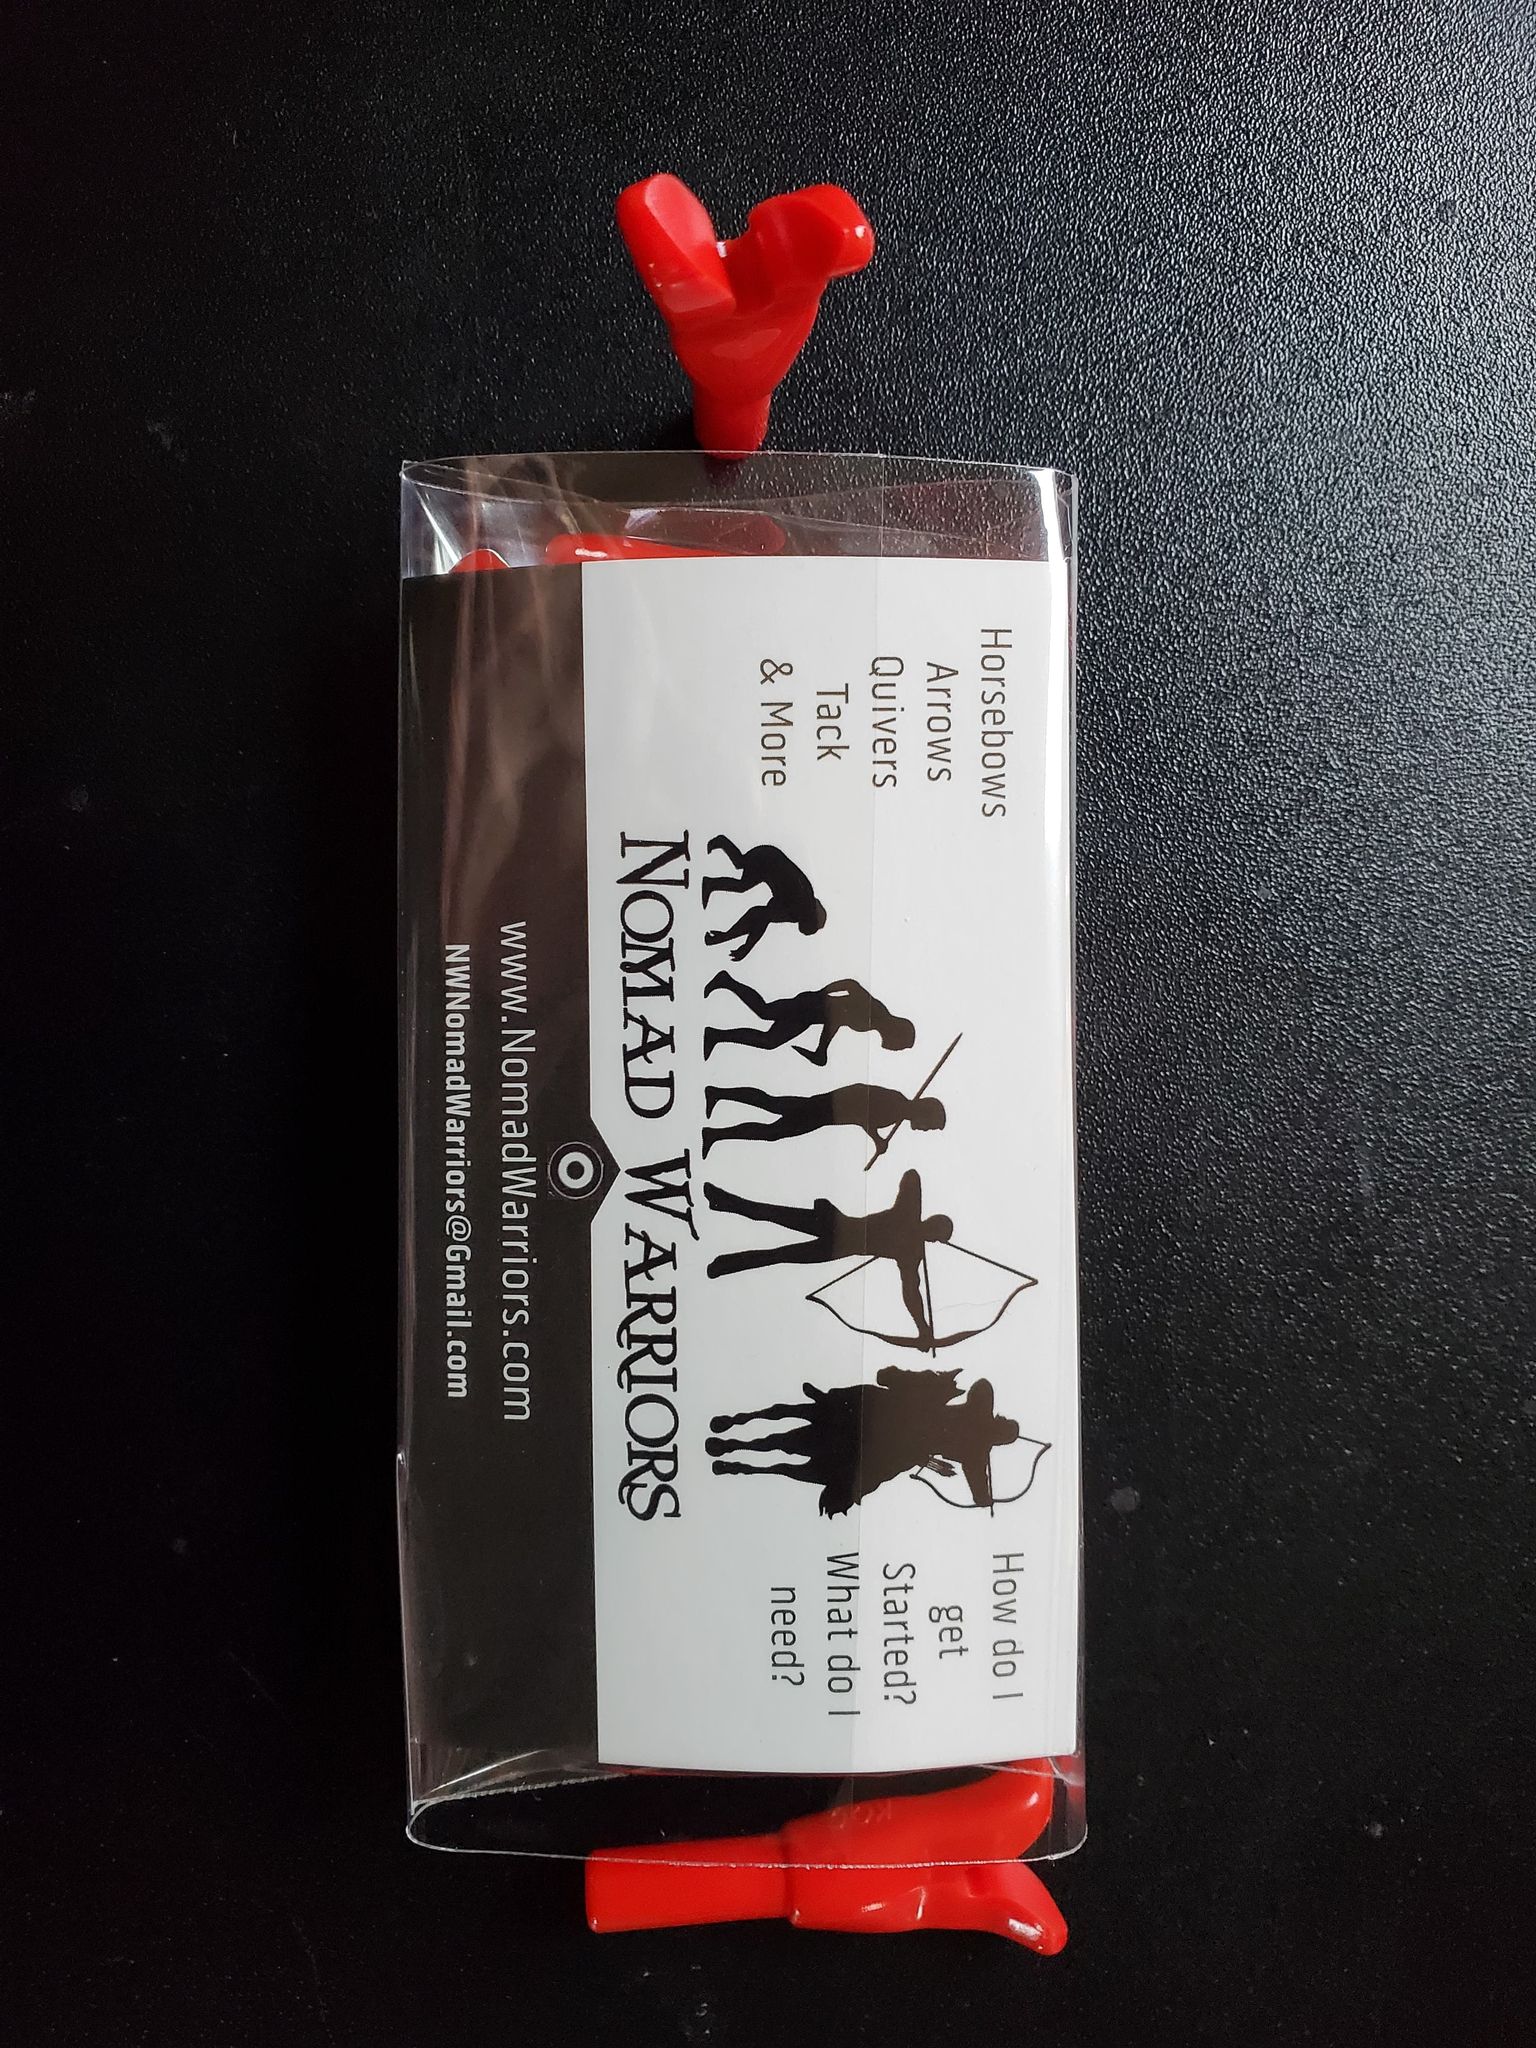 Horsebows
Arrows
Quivers
Tack
& More
How do I
get
Started?
What do I
need?
NOMAD WARRIORS
www.NomadWarriors.com
NWNomadWarriors@Gmail.com